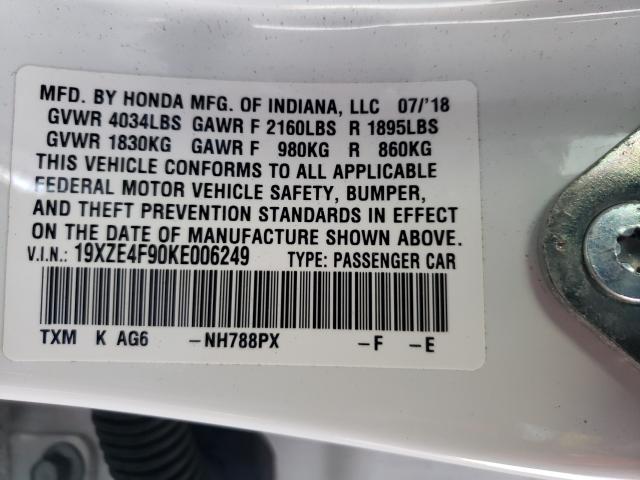 MFD. BY HONDA MFG. OF INDIANA, LLC 07/'18
GVWR 4034LBS GAWR F 2160LBS R 1895LBS
GVWR 1830KG GAWR F 980KG R 860KG
THIS VEHICLE CONFORMS TO ALL APPLICABLE
FEDERAL MOTOR VEHICLE SAFETY, BUMPER,
AND THEFT PREVENTION STANDARDS IN EFFECT
ON THE DATE OF MANUFACTURE SHOWN ABOVE.
V.I.N.: 19XZE4F90KE006249 TYPE: PASSENGER CAR
TXM K AG6 -NH788PX -F -E